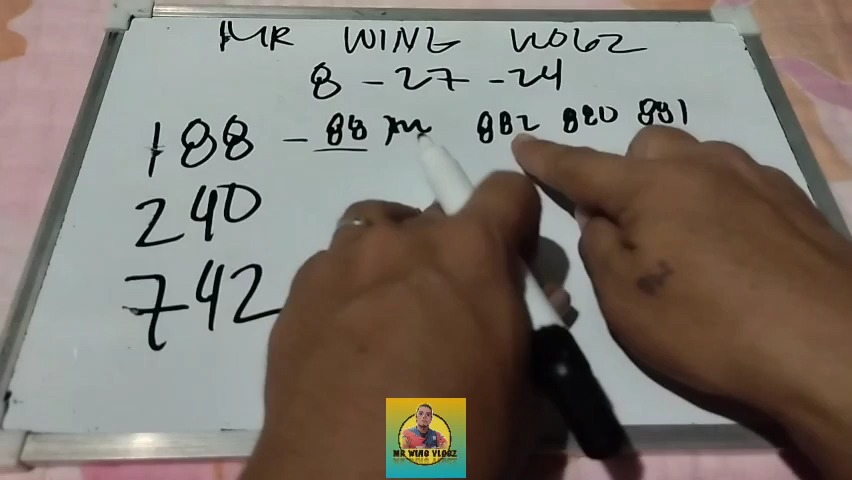 MR WING VLOGZ
8 - 27 - 24
188 - 88 882 880 881
240
742
MR WING VLOGZ